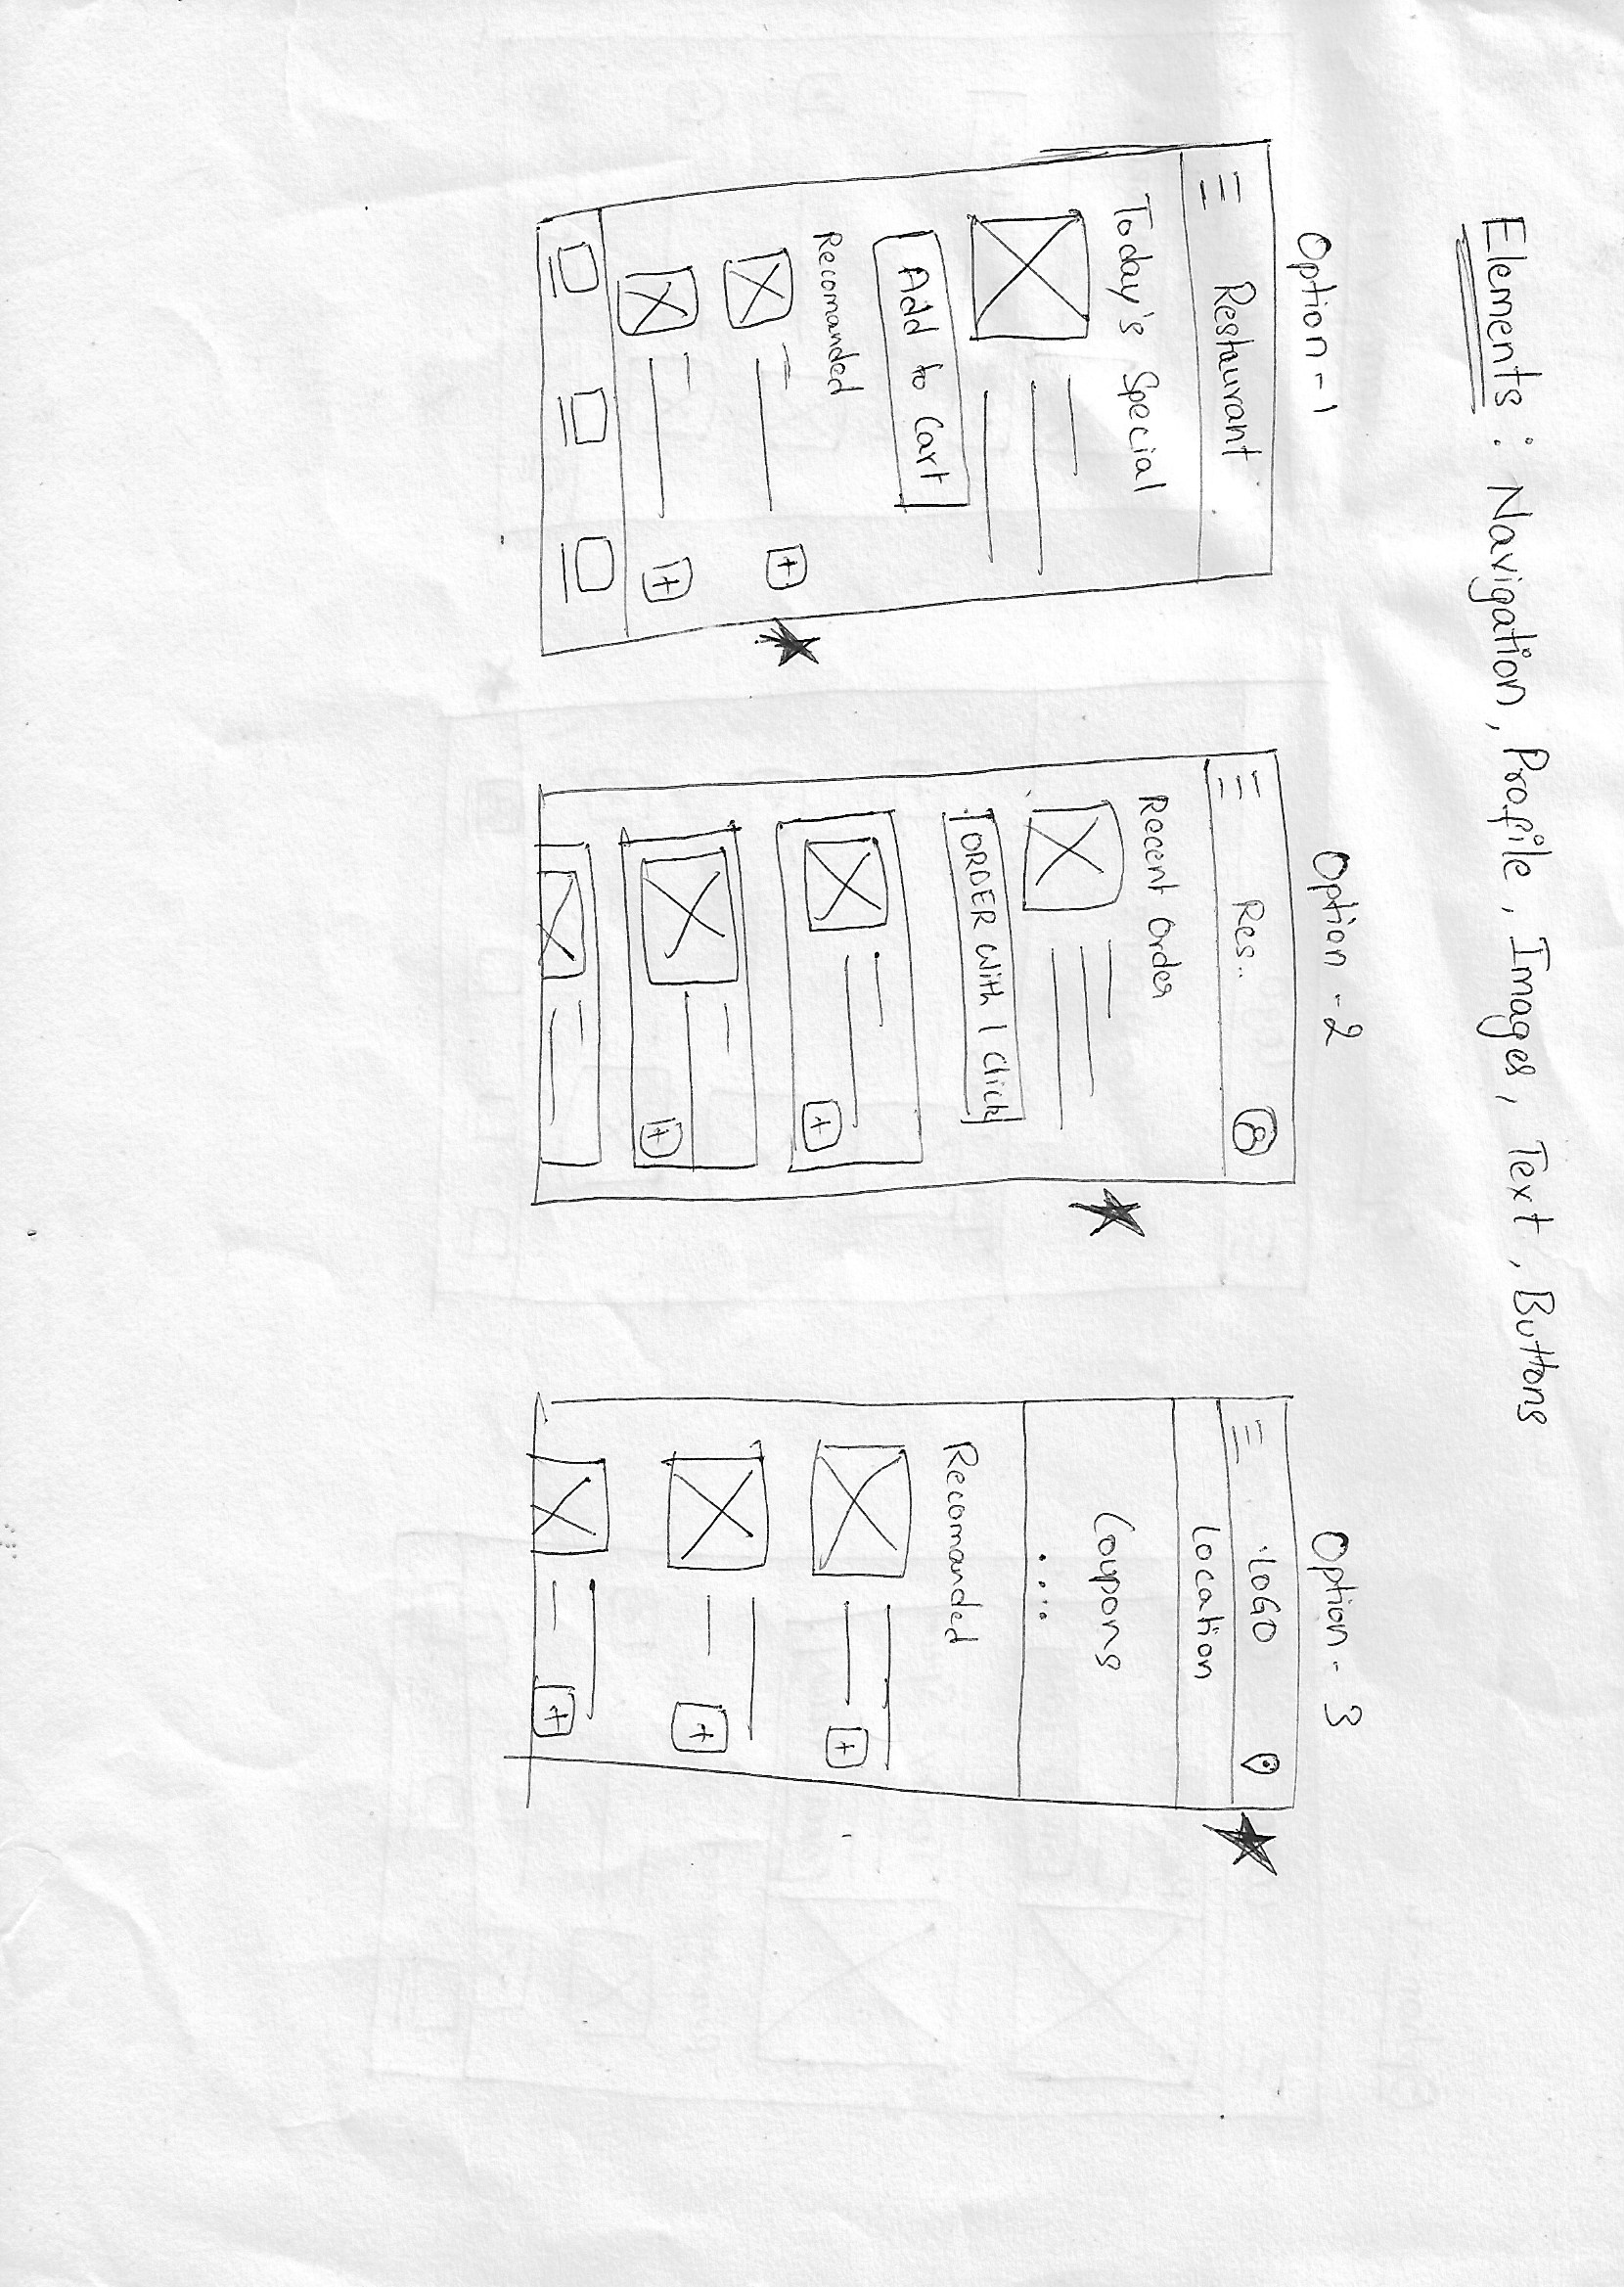 Elements : Navigation, Profile, Images, Text, Buttons
Option - 1
Restaurant
Today's Special
Add to Cart
Recomanded
Option - 2
Res..
Recent Order
ORDER With 1 Click
Option - 3
LOGO
Location
Coupons
Recomanded